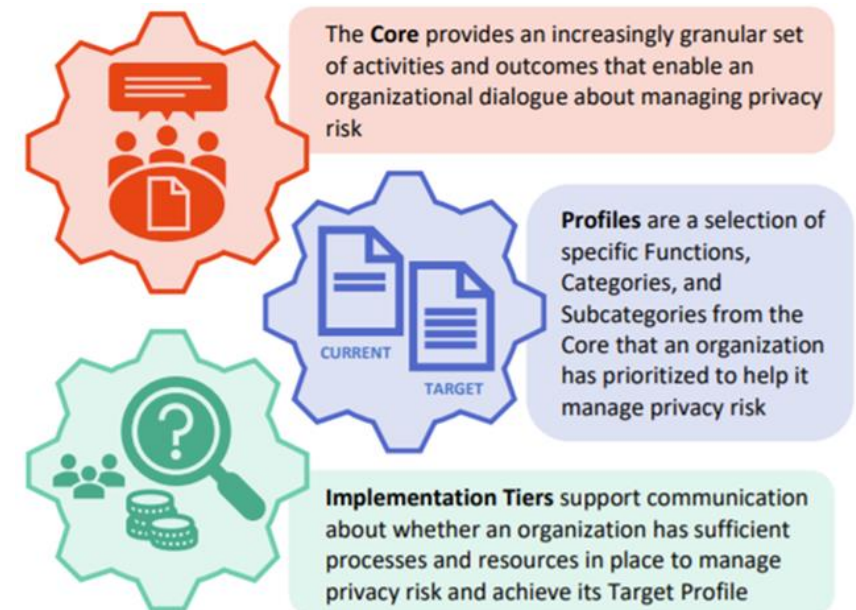 The Core provides an increasingly granular set
of activities and outcomes that enable an
organizational dialogue about managing privacy
risk
Profiles are a selection of
specific Functions,
Categories, and
Subcategories from the
Core that an organization
has prioritized to help it
manage privacy risk
CURRENT
TARGET
?
Implementation Tiers support communication
about whether an organization has sufficient
processes and resources in place to manage
privacy risk and achieve its Target Profile